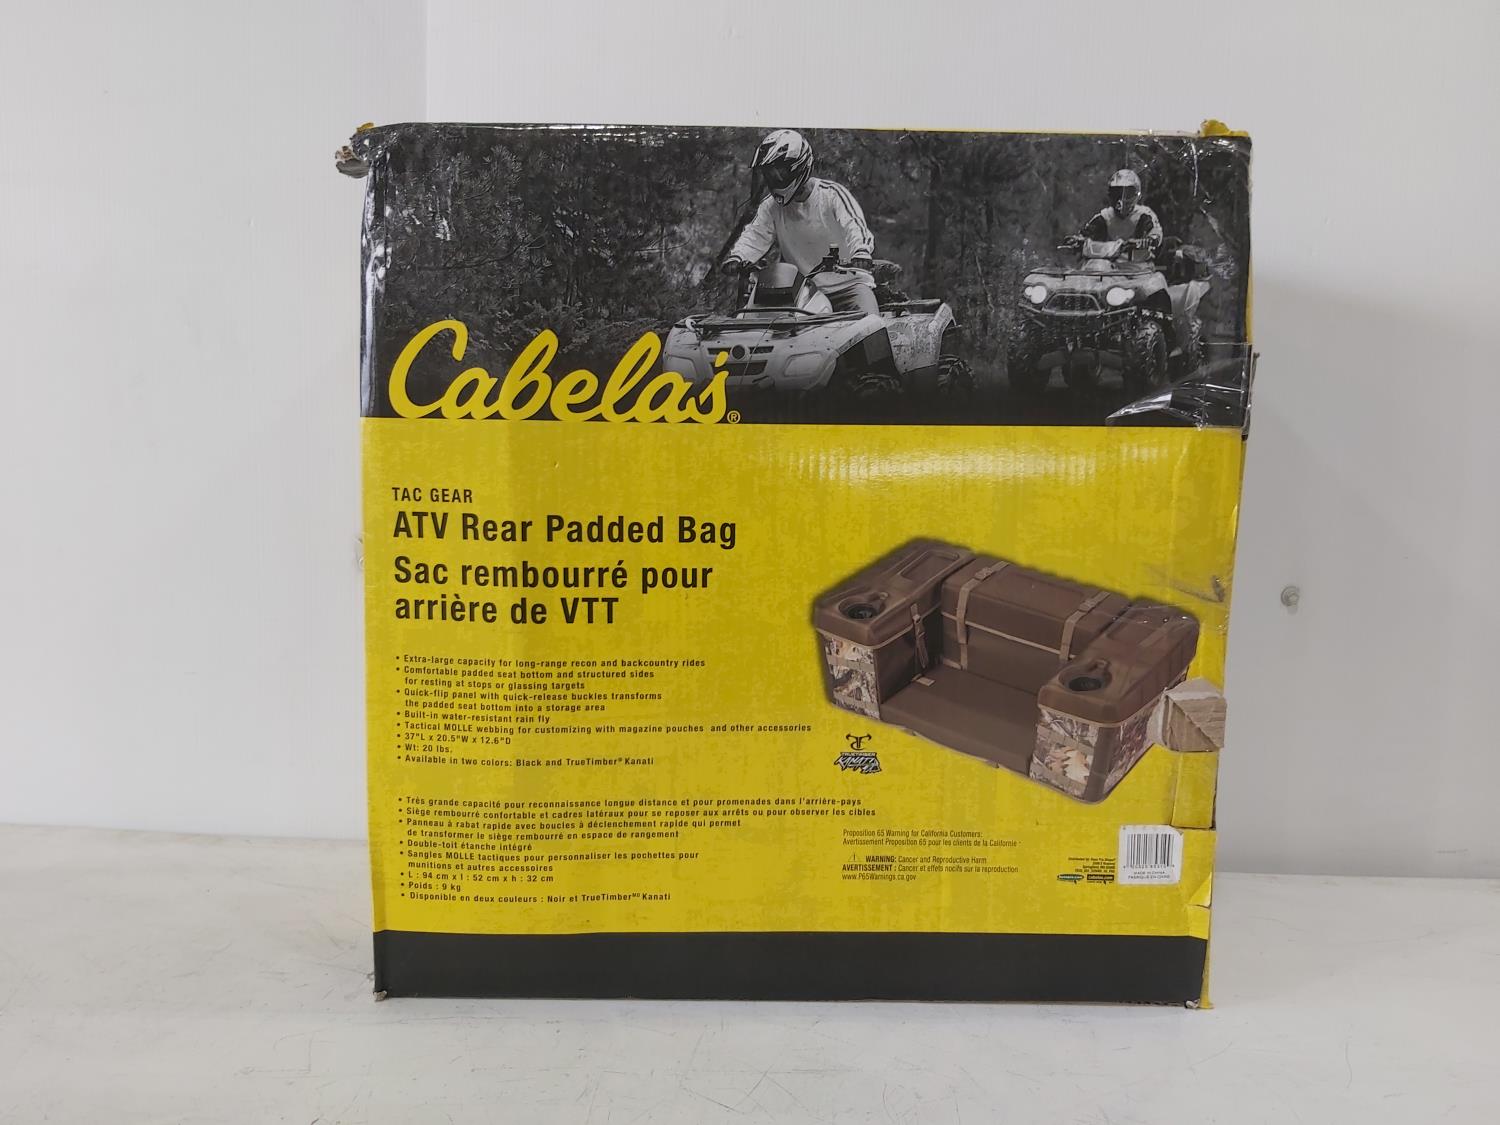 Cabela's®
TAC GEAR
ATV Rear Padded Bag
Sac rembourré pour
arrière de VTT
• Extra-large capacity for long-range recon and backcountry rides
• Comfortable padded seat bottom and structured sides
for resting at stops or glassing targets
• Quick-flip panel with quick-release buckles transforms
the padded seat bottom into a storage area
• Built-in water-resistant rain fly
• Tactical MOLLE webbing for customizing with magazine pouches and other accessories
• 37"L x 20.5"W x 12.6"D
• Wt: 20 lbs.
• Available in two colors: Black and TrueTimber® Kanati
TRUETIMBER
KANATI
• Très grande capacité pour reconnaissance longue distance et pour promenades dans l'arrière-pays
• Siège rembourré confortable et cadres latéraux pour se reposer aux arrêts ou pour observer les cibles
• Panneau à rabat rapide avec boucles à déclenchement rapide qui permet
de transformer le siège rembourré en espace de rangement
• Double-toit étanche intégré
• Sangles MOLLE tactiques pour personnaliser les pochettes pour
munitions et autres accessoires
• L : 94 cm x l : 52 cm x h : 32 cm
• Poids : 9 kg
• Disponible en deux couleurs : Noir et TrueTimberMD Kanati
Proposition 65 Warning for California Customers:
Avertissement Proposition 65 pour les clients de la Californie :
WARNING: Cancer and Reproductive Harm
AVERTISSEMENT : Cancer et effets nocifs sur la reproduction
www.P65Warnings.ca.gov
MADE IN CHINA
FABRIQUÉ EN CHINE